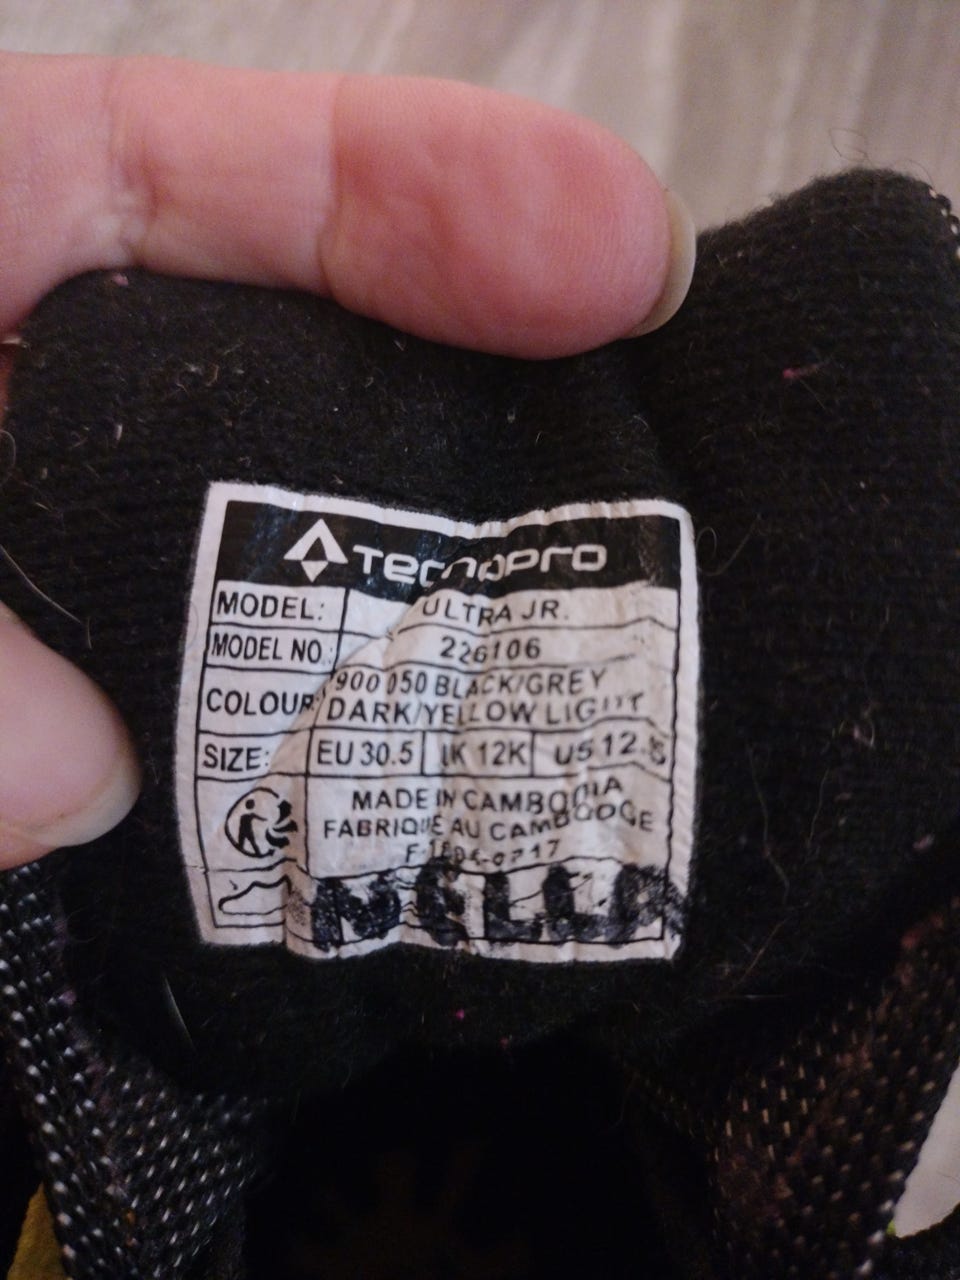 TECNOPRO
MODEL: ULTRA JR.
MODEL NO.: 226106
COLOUR: 900 050 BLACK/GREY
DARK/YELLOW LIGHT
SIZE: EU 30.5 UK 12K US 12.5
MADE IN CAMBODIA
FABRIQUE AU CAMBODGE